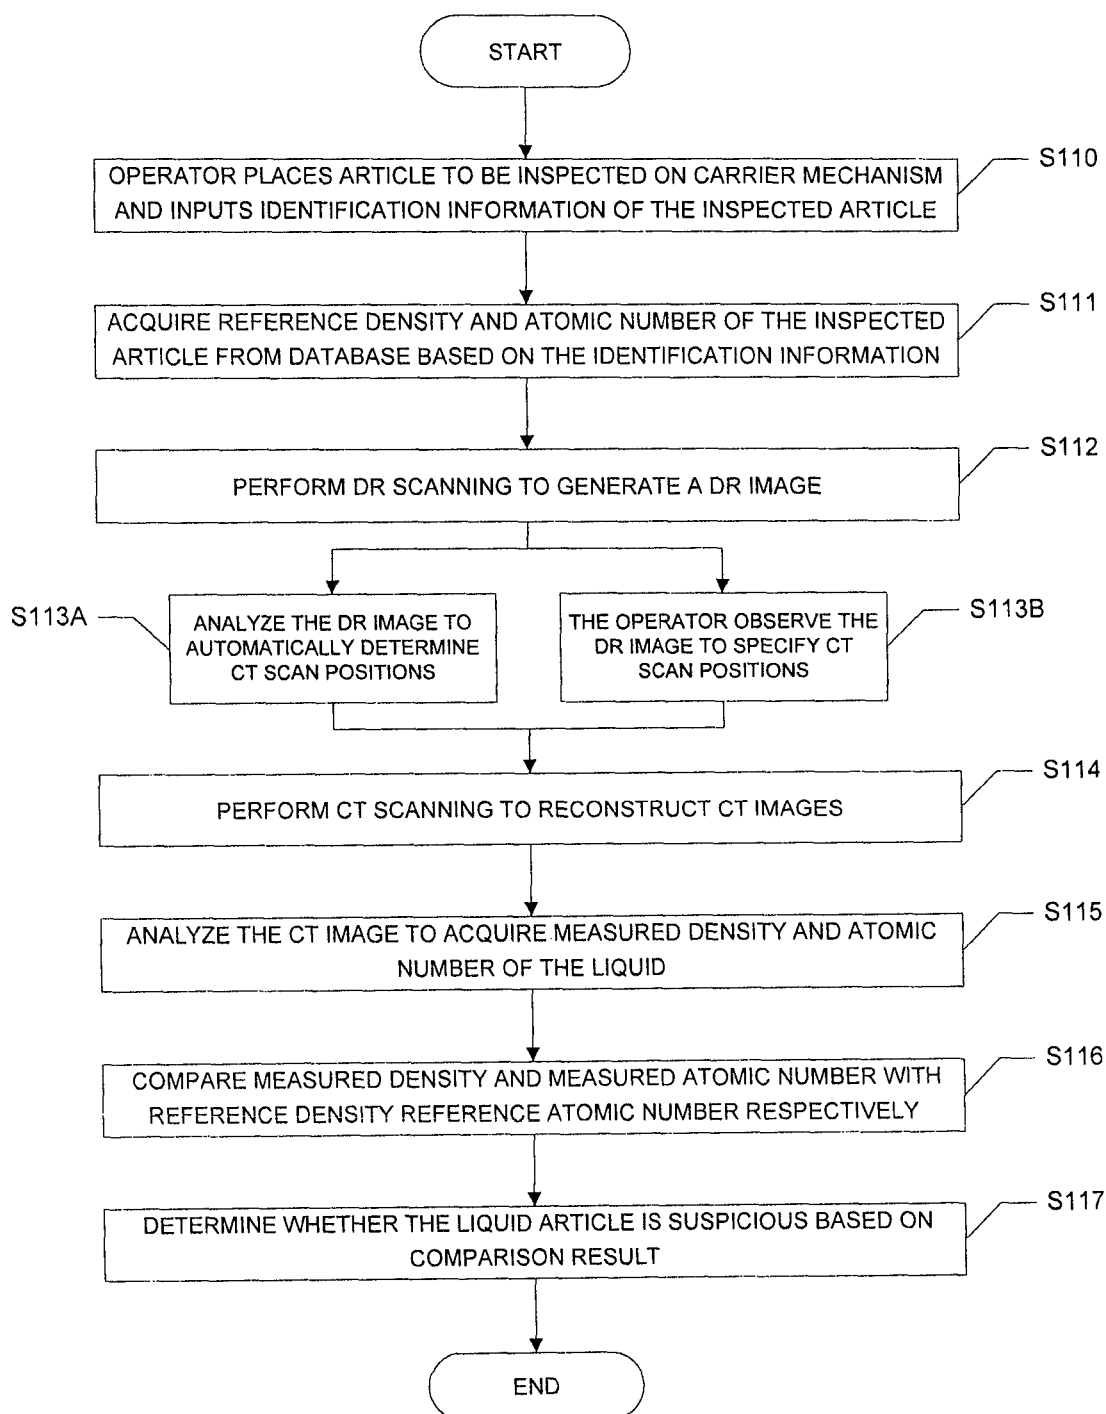 START
OPERATOR PLACES ARTICLE TO BE INSPECTED ON CARRIER MECHANISM
AND INPUTS IDENTIFICATION INFORMATION OF THE INSPECTED ARTICLE
S110
ACQUIRE REFERENCE DENSITY AND ATOMIC NUMBER OF THE INSPECTED
ARTICLE FROM DATABASE BASED ON THE IDENTIFICATION INFORMATION
S111
PERFORM DR SCANNING TO GENERATE A DR IMAGE
S112
S113A
ANALYZE THE DR IMAGE TO
AUTOMATICALLY DETERMINE
CT SCAN POSITIONS
THE OPERATOR OBSERVE THE
DR IMAGE TO SPECIFY CT
SCAN POSITIONS
S113B
PERFORM CT SCANNING TO RECONSTRUCT CT IMAGES
S114
ANALYZE THE CT IMAGE TO ACQUIRE MEASURED DENSITY AND ATOMIC
NUMBER OF THE LIQUID
S115
COMPARE MEASURED DENSITY AND MEASURED ATOMIC NUMBER WITH
REFERENCE DENSITY REFERENCE ATOMIC NUMBER RESPECTIVELY
S116
DETERMINE WHETHER THE LIQUID ARTICLE IS SUSPICIOUS BASED ON
COMPARISON RESULT
S117
END